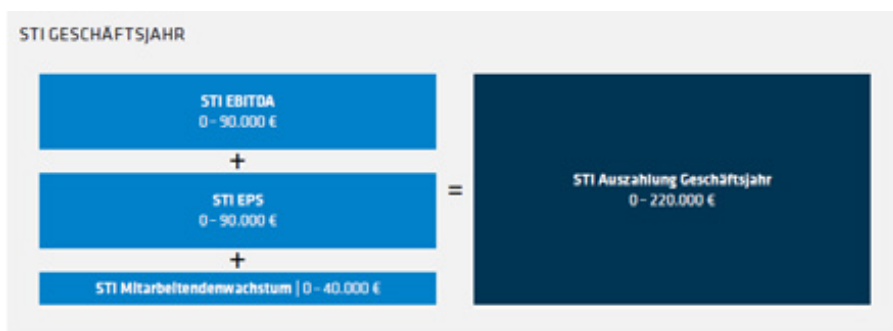 STI GESCHÄFTSJAHR
STI EBITDA
0 – 90.000 €
+
STI EPS
0 – 90.000 €
+
STI Mitarbeitendenwachstum | 0 – 40.000 €
=
STI Auszahlung Geschäftsjahr
0 – 220.000 €